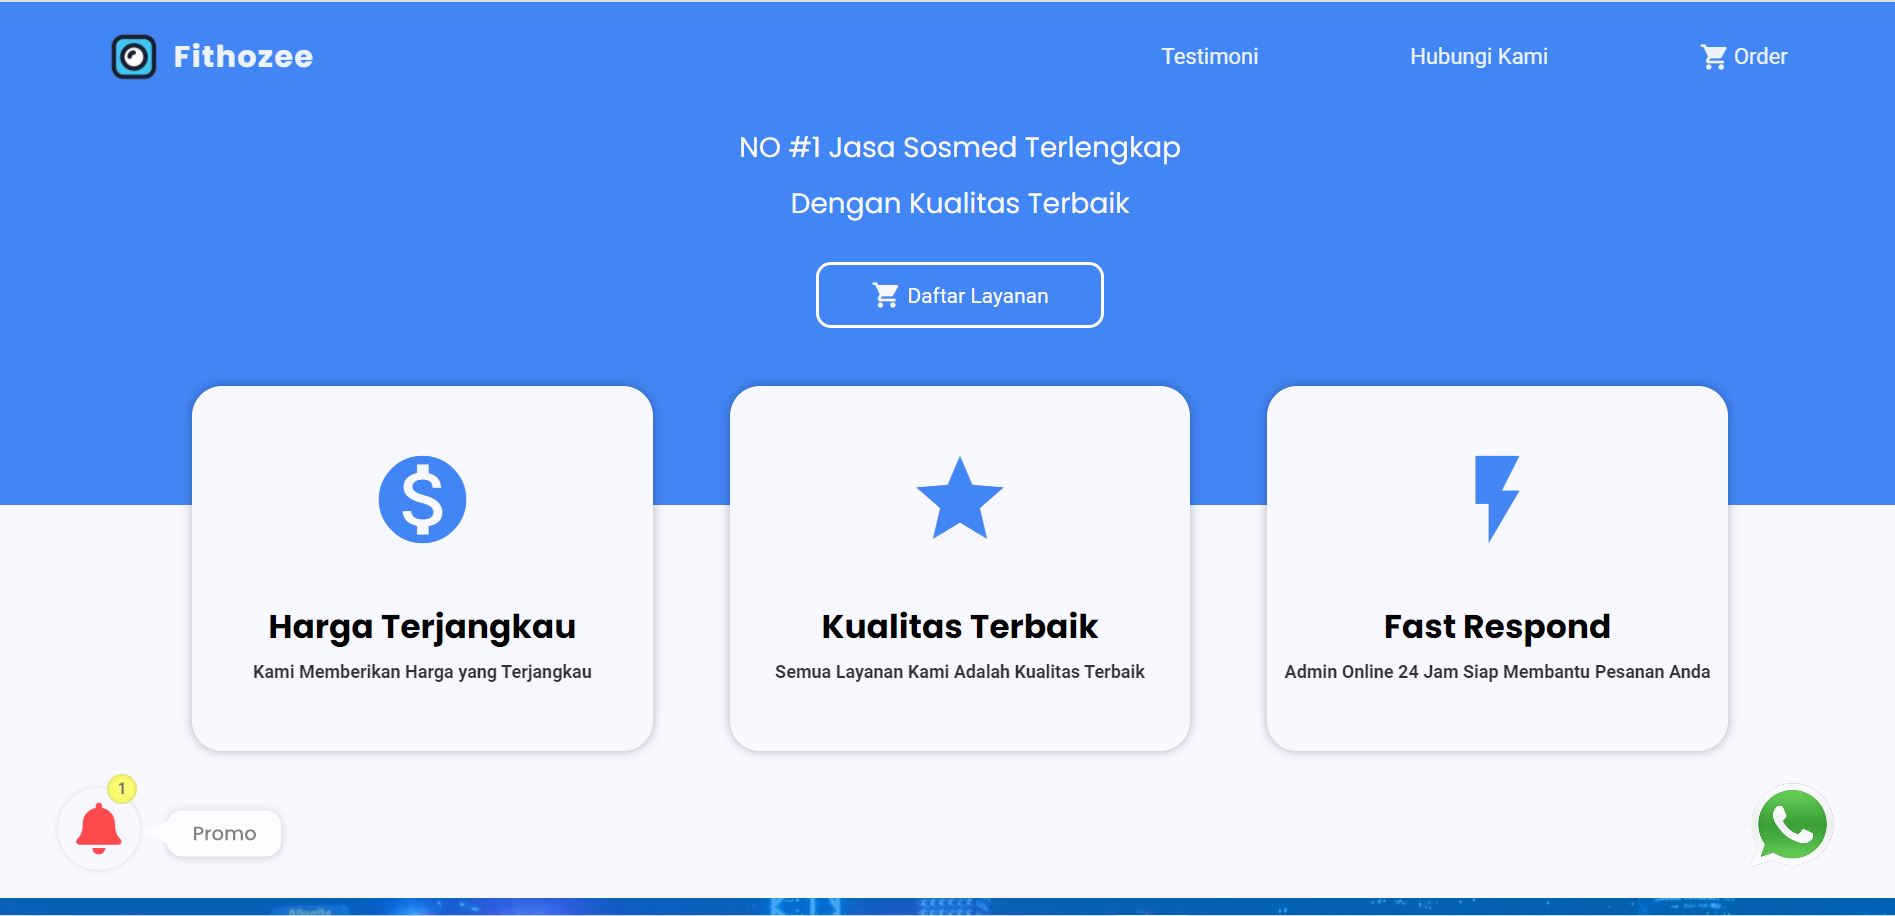 Fithozee
Testimoni
Hubungi Kami
Order
NO #1 Jasa Sosmed Terlengkap
Dengan Kualitas Terbaik
Daftar Layanan
$
Harga Terjangkau
Kami Memberikan Harga yang Terjangkau
Kualitas Terbaik
Semua Layanan Kami Adalah Kualitas Terbaik
Fast Respond
Admin Online 24 Jam Siap Membantu Pesanan Anda
1
Promo